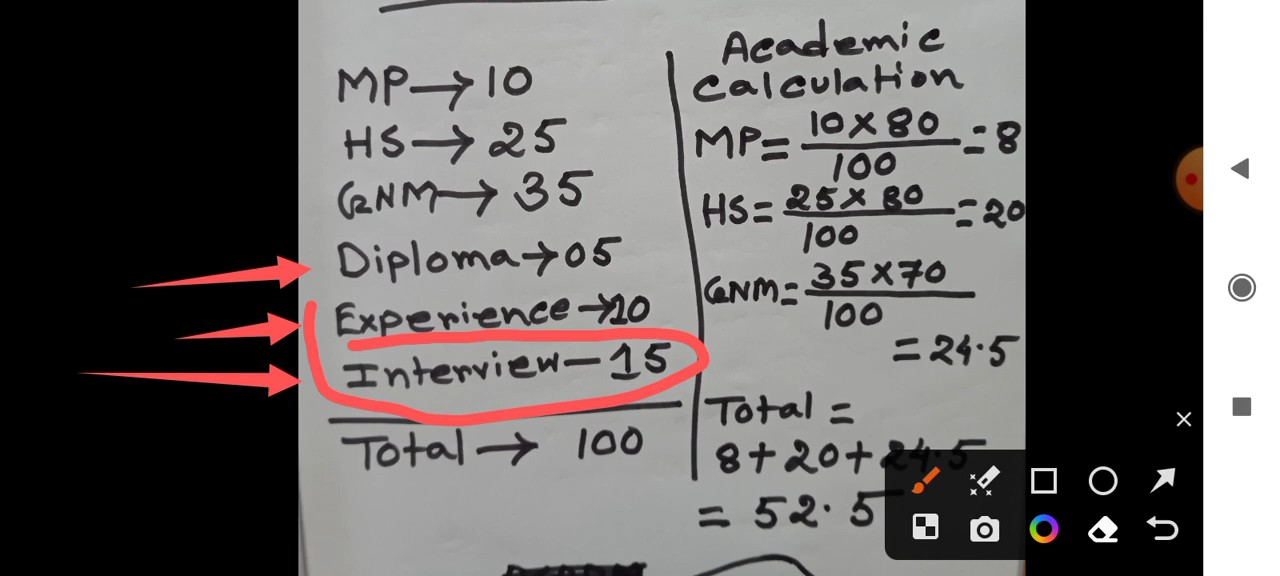 MP→10
HS→25
GNM→35
Diploma→05
Experience→10
Interview—15
Total→ 100
Academic
Calculation
MP= 10×80/100 =8
HS= 25×80/100 =20
GNM= 35×70/100
=24.5
Total =
8+20+24.5
= 52.5